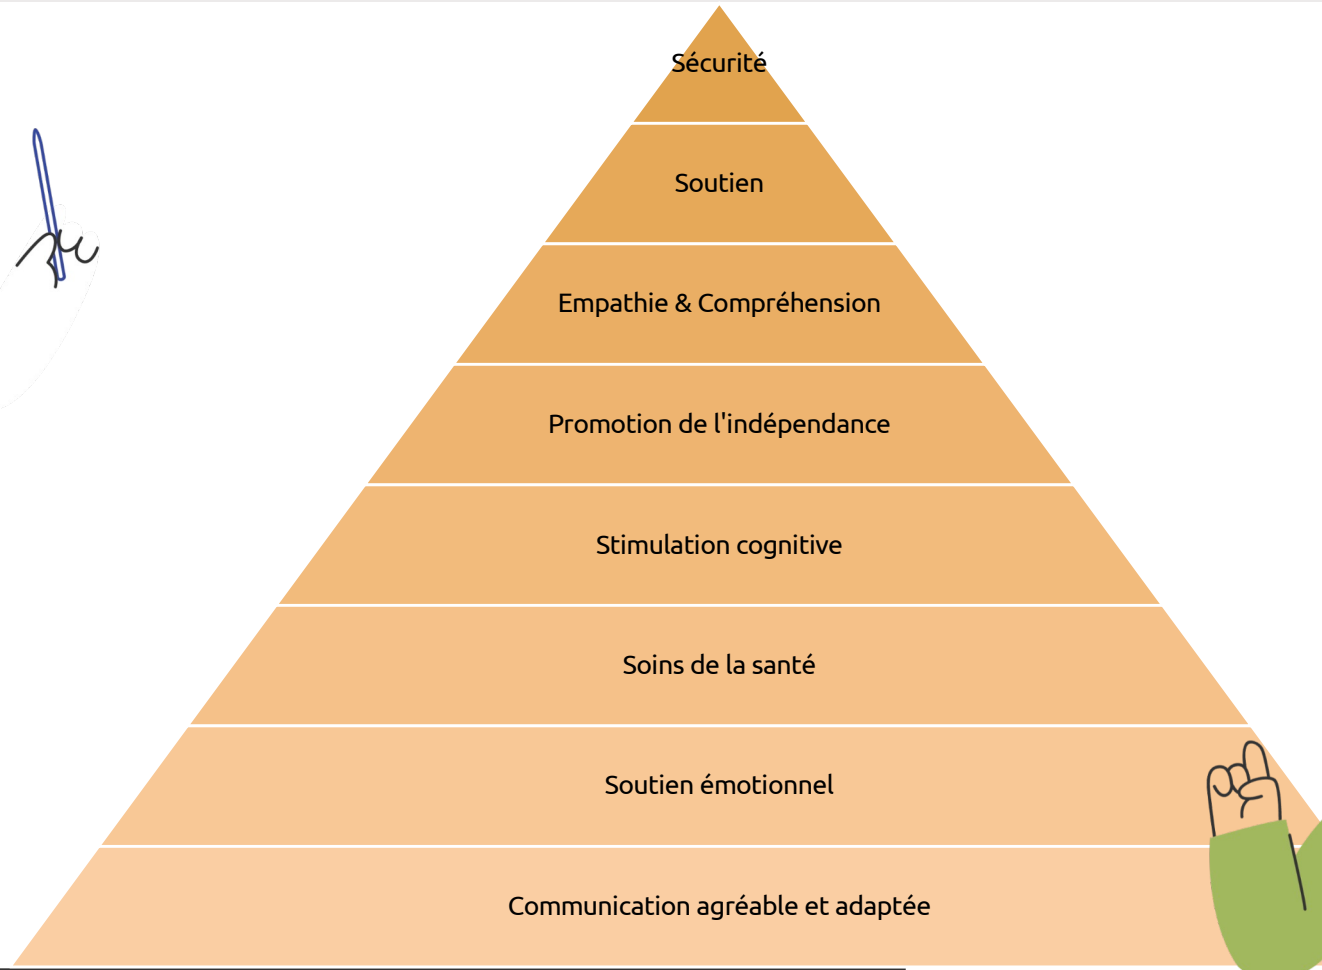 Sécurité
Soutien
Empathie & Compréhension
Promotion de l'indépendance
Stimulation cognitive
Soins de la santé
Soutien émotionnel
Communication agréable et adaptée